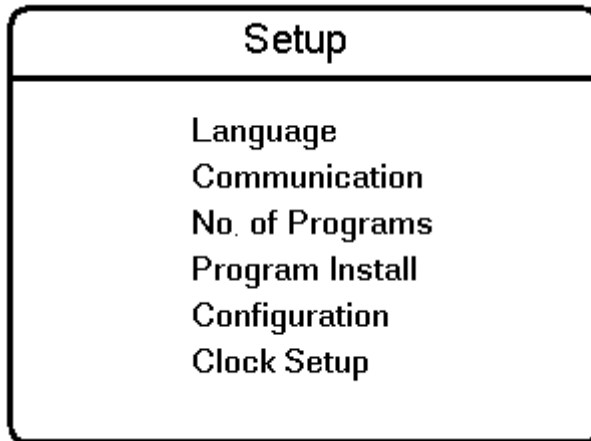 Setup
Language
Communication
No. of Programs
Program Install
Configuration
Clock Setup